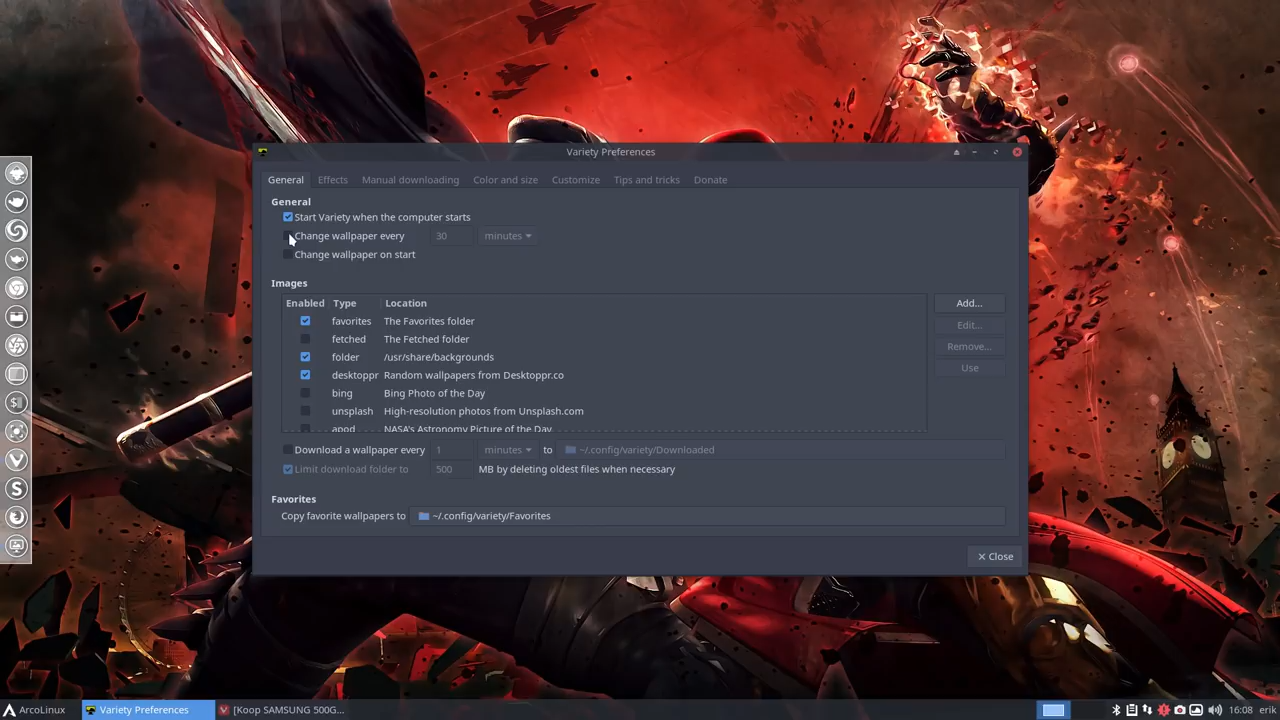 Variety Preferences
General Effects Manual downloading Color and size Customize Tips and tricks Donate
General
Start Variety when the computer starts
Change wallpaper every 30 minutes
Change wallpaper on start
Images
Enabled Type Location
Add...
favorites The Favorites folder
Edit...
fetched The Fetched folder
Remove...
folder /usr/share/backgrounds
Use
desktoppr Random wallpapers from Desktoppr.co
bing Bing Photo of the Day
unsplash High-resolution photos from Unsplash.com
apod NASA's Astronomy Picture of the Day
Download a wallpaper every 1 minutes to ~/.config/variety/Downloaded
Limit download folder to 500 MB by deleting oldest files when necessary
Favorites
Copy favorite wallpapers to ~/.config/variety/Favorites
Close
ArcoLinux Variety Preferences [Koop SAMSUNG 500G... 16:08 erik